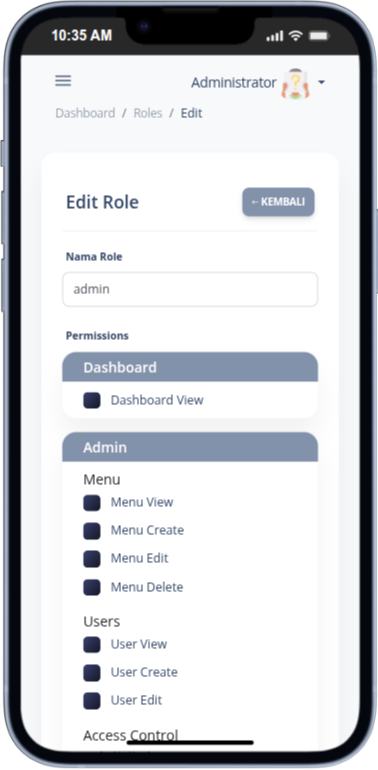 10:35 AM
Administrator
Dashboard / Roles / Edit
Edit Role
← KEMBALI
Nama Role
admin
Permissions
Dashboard
Dashboard View
Admin
Menu
Menu View
Menu Create
Menu Edit
Menu Delete
Users
User View
User Create
User Edit
Access Control